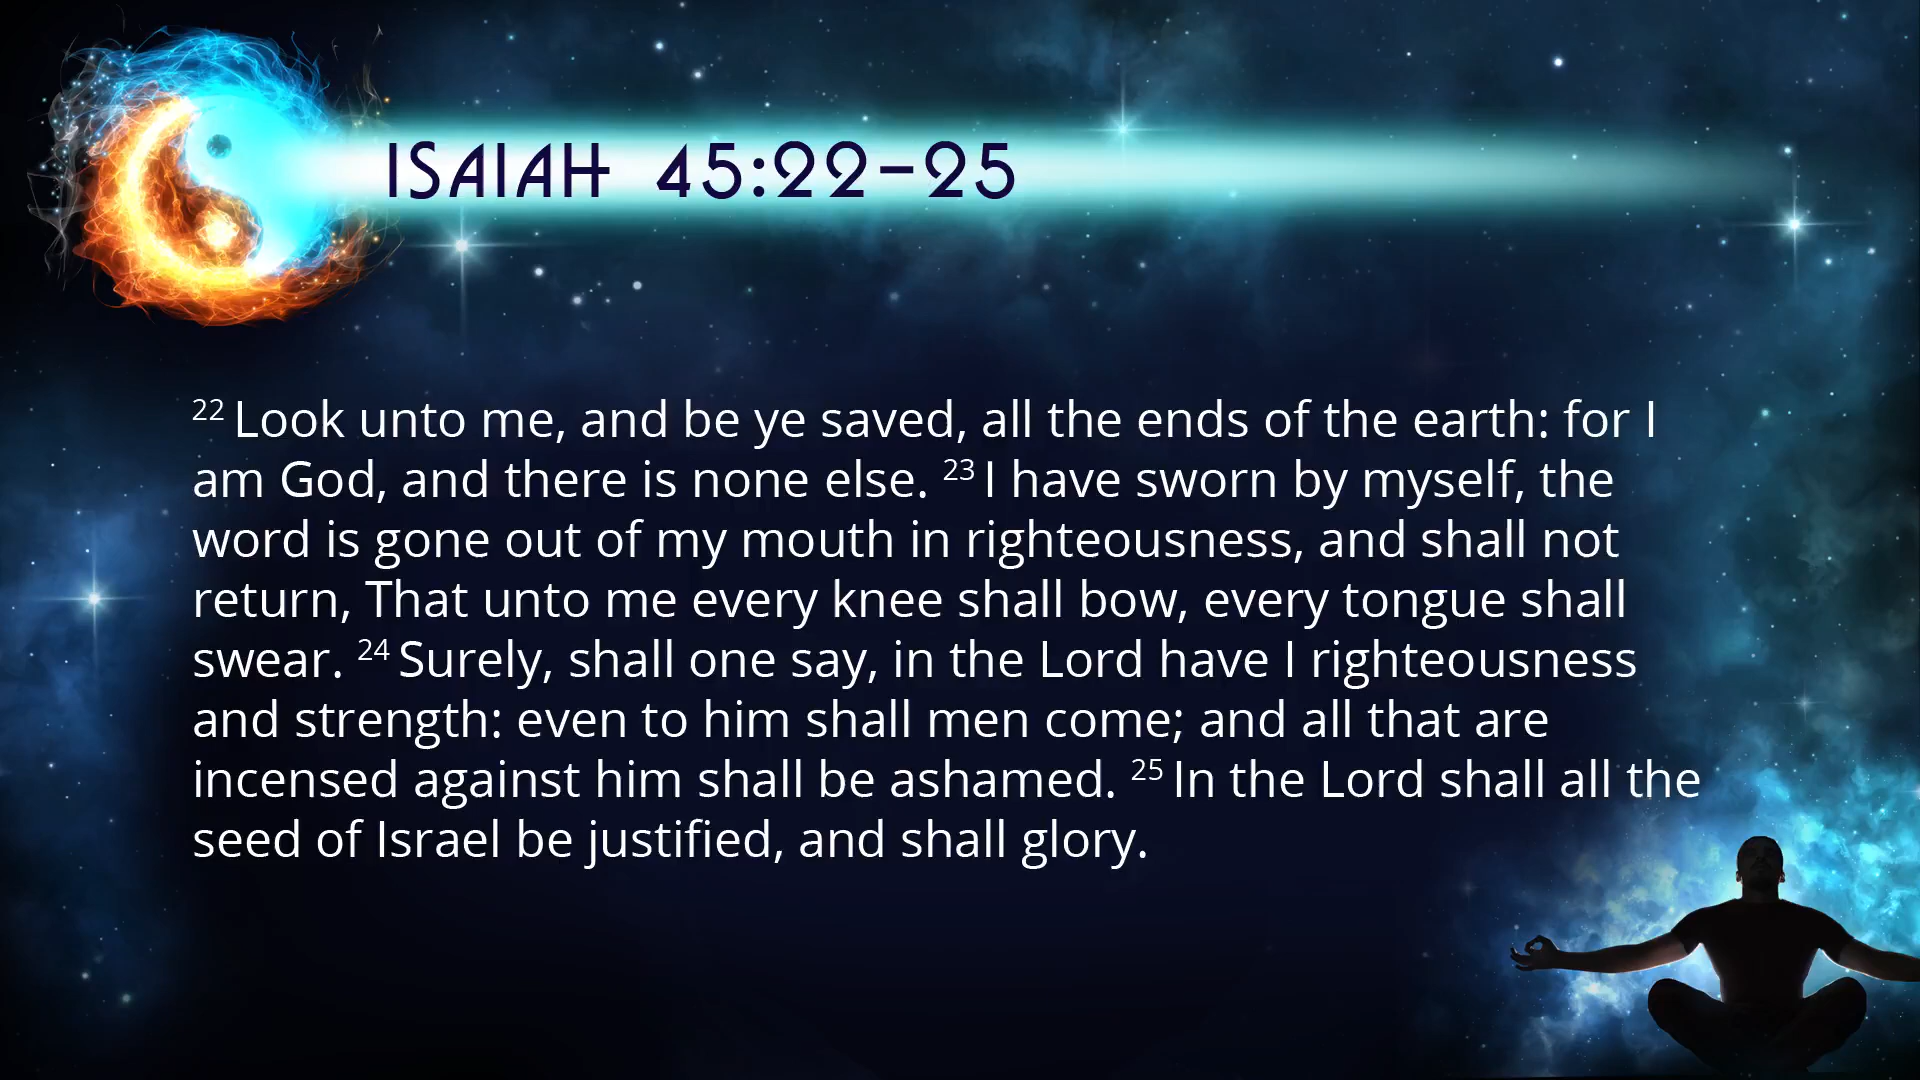 ISAIAH 45:22-25
22 Look unto me, and be ye saved, all the ends of the earth: for I
am God, and there is none else. 23 I have sworn by myself, the
word is gone out of my mouth in righteousness, and shall not
return, That unto me every knee shall bow, every tongue shall
swear. 24 Surely, shall one say, in the Lord have I righteousness
and strength: even to him shall men come; and all that are
incensed against him shall be ashamed. 25 In the Lord shall all the
seed of Israel be justified, and shall glory.